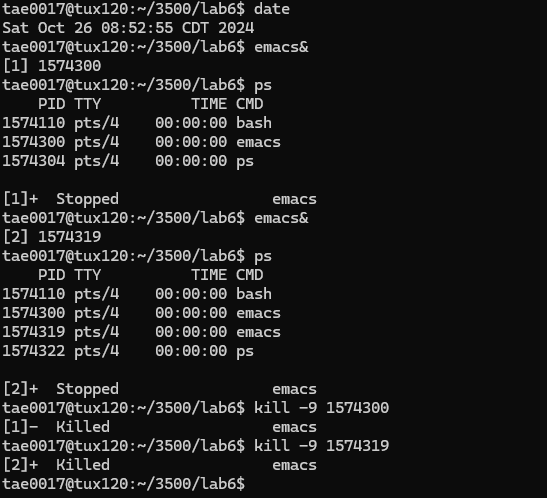 tae0017@tux120:~/3500/lab6$ date
Sat Oct 26 08:52:55 CDT 2024
tae0017@tux120:~/3500/lab6$ emacs&
[1] 1574300
tae0017@tux120:~/3500/lab6$ ps
    PID TTY          TIME CMD
1574110 pts/4    00:00:00 bash
1574300 pts/4    00:00:00 emacs
1574304 pts/4    00:00:00 ps

[1]+  Stopped                 emacs
tae0017@tux120:~/3500/lab6$ emacs&
[2] 1574319
tae0017@tux120:~/3500/lab6$ ps
    PID TTY          TIME CMD
1574110 pts/4    00:00:00 bash
1574300 pts/4    00:00:00 emacs
1574319 pts/4    00:00:00 emacs
1574322 pts/4    00:00:00 ps

[2]+  Stopped                 emacs
tae0017@tux120:~/3500/lab6$ kill -9 1574300
[1]-  Killed                  emacs
tae0017@tux120:~/3500/lab6$ kill -9 1574319
[2]+  Killed                  emacs
tae0017@tux120:~/3500/lab6$